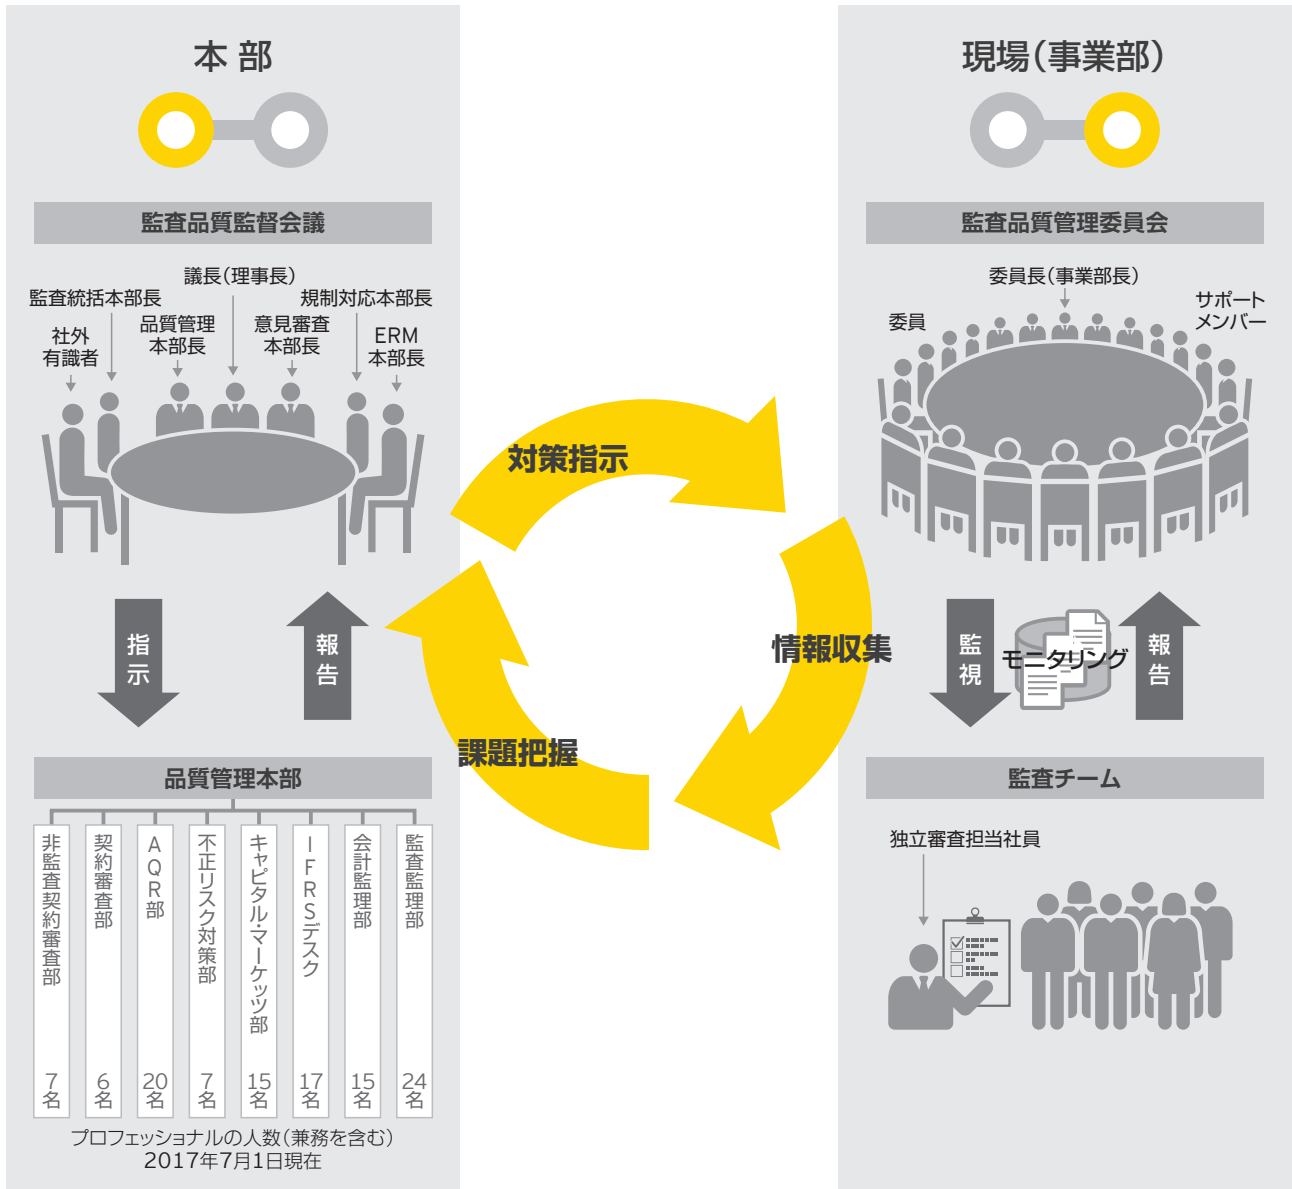 本部
監査品質監督会議
議長(理事長)
監査統括本部長
規制対応本部長
社外
有識者
品質管理
本部長
意見審査
本部長
ERM
本部長
指示
報告
品質管理本部
非監査契約審査部
7名
契約審査部
6名
AQR部
20名
不正リスク対策部
7名
キャピタル・マーケッツ部
15名
IFRSデスク
17名
会計監理部
15名
監査監理部
24名
プロフェッショナルの人数(兼務を含む)
2017年7月1日現在
対策指示
情報収集
課題把握
現場(事業部)
監査品質管理委員会
委員長(事業部長)
委員
サポート
メンバー
監視
モニタリング
報告
監査チーム
独立審査担当社員